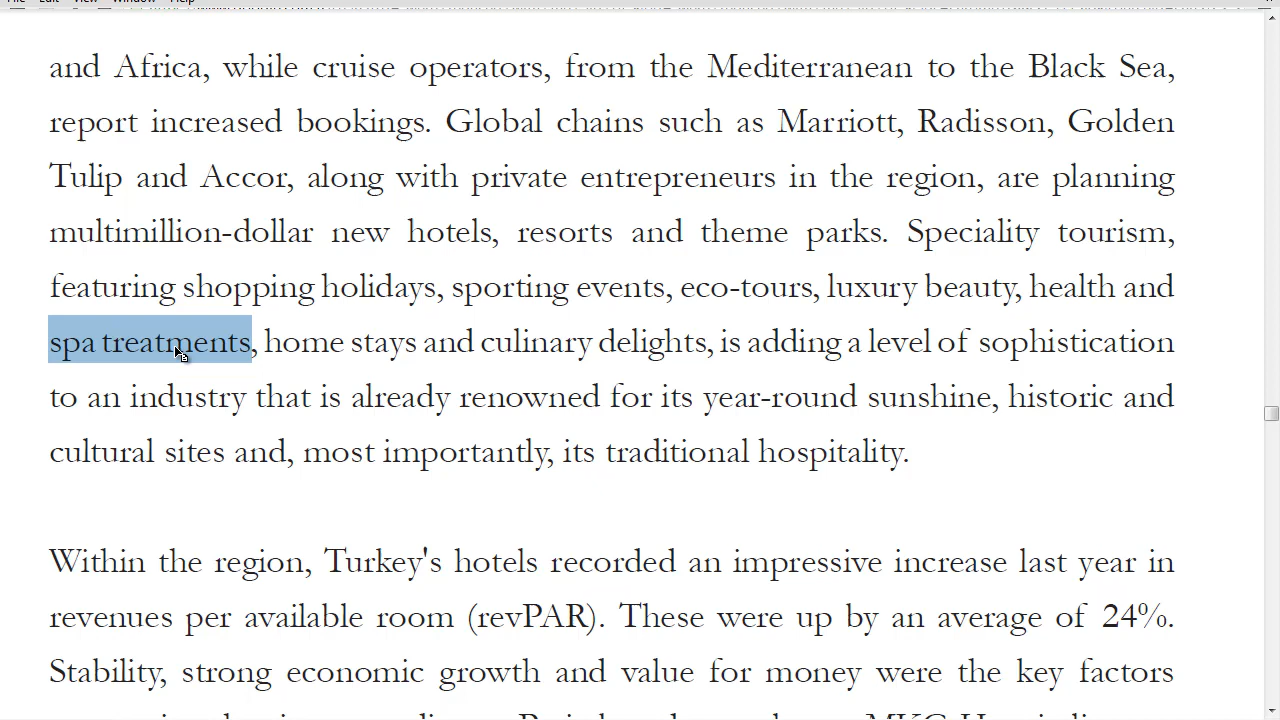 File Edit View Window Help
and Africa, while cruise operators, from the Mediterranean to the Black Sea,
report increased bookings. Global chains such as Marriott, Radisson, Golden
Tulip and Accor, along with private entrepreneurs in the region, are planning
multimillion-dollar new hotels, resorts and theme parks. Speciality tourism,
featuring shopping holidays, sporting events, eco-tours, luxury beauty, health and
spa treatments, home stays and culinary delights, is adding a level of sophistication
to an industry that is already renowned for its year-round sunshine, historic and
cultural sites and, most importantly, its traditional hospitality.
Within the region, Turkey's hotels recorded an impressive increase last year in
revenues per available room (revPAR). These were up by an average of 24%.
Stability, strong economic growth and value for money were the key factors